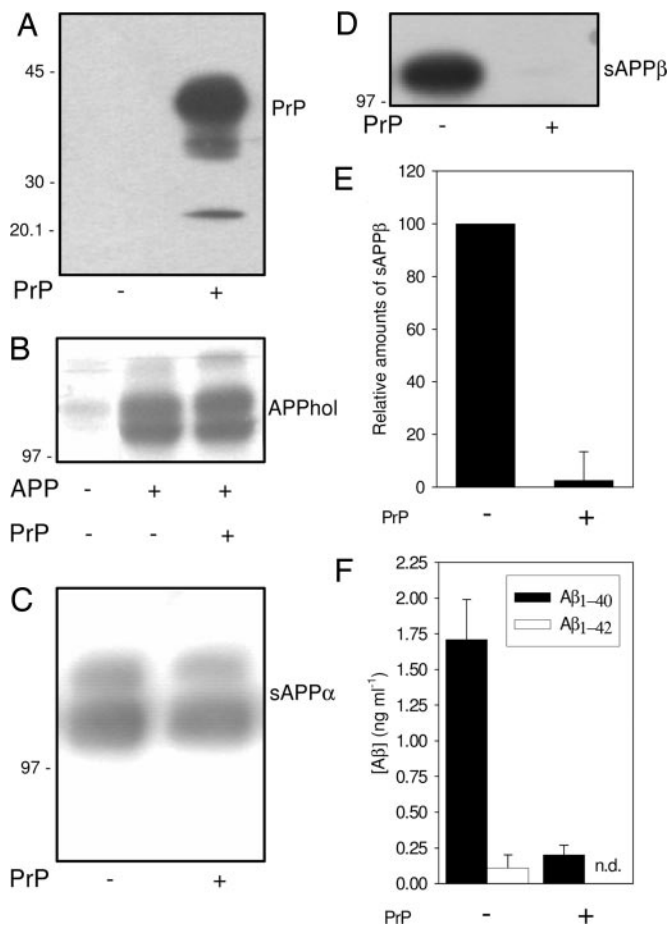 A
45 -
PrP
30 -
20.1 -
PrP - +
B
APPhol
97 -
APP - + +
PrP - - +
C
sAPPα
97 -
PrP - +
D
sAPPβ
97 -
PrP - +
E
Relative amounts of sAPPβ
120
100
80
60
40
20
0
PrP - +
F
[Aβ] (ng ml⁻¹)
2.25
2.00
1.75
1.50
1.25
1.00
0.75
0.50
0.25
0.00
Aβ₁₋₄₀
Aβ₁₋₄₂
n.d.
PrP - +